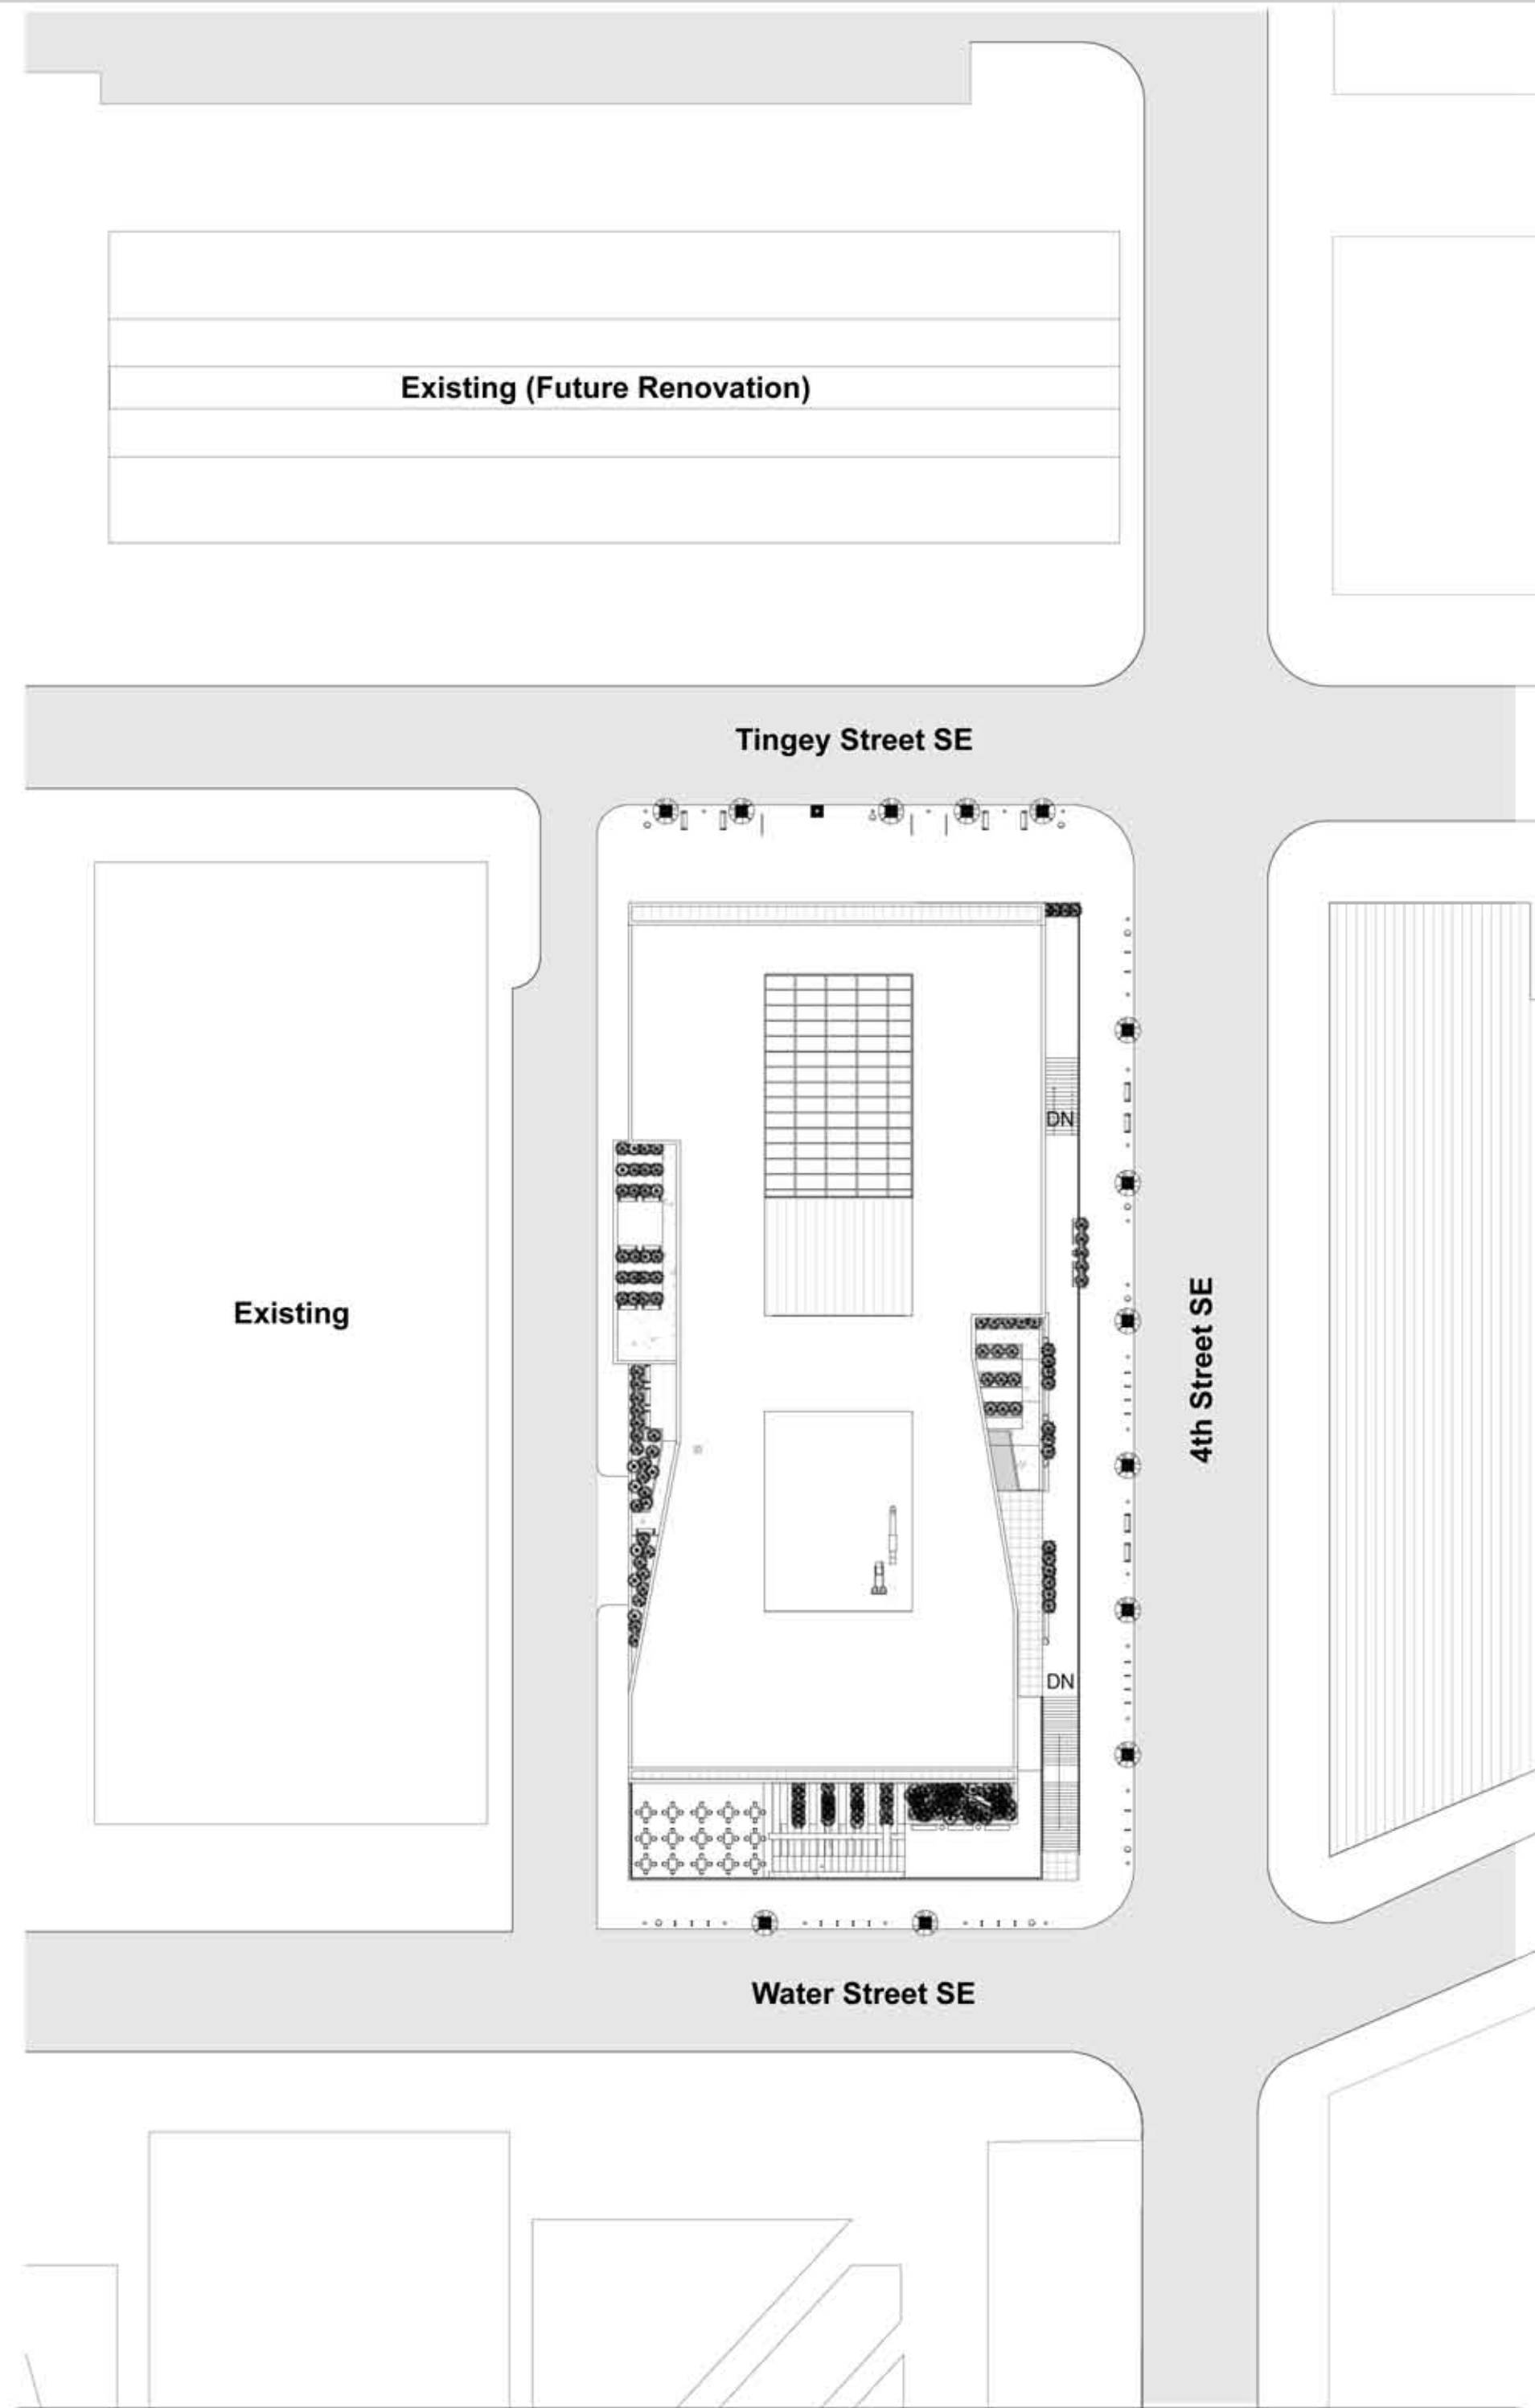 Existing (Future Renovation)
Tingey Street SE
DN
Existing
4th Street SE
DN
Water Street SE